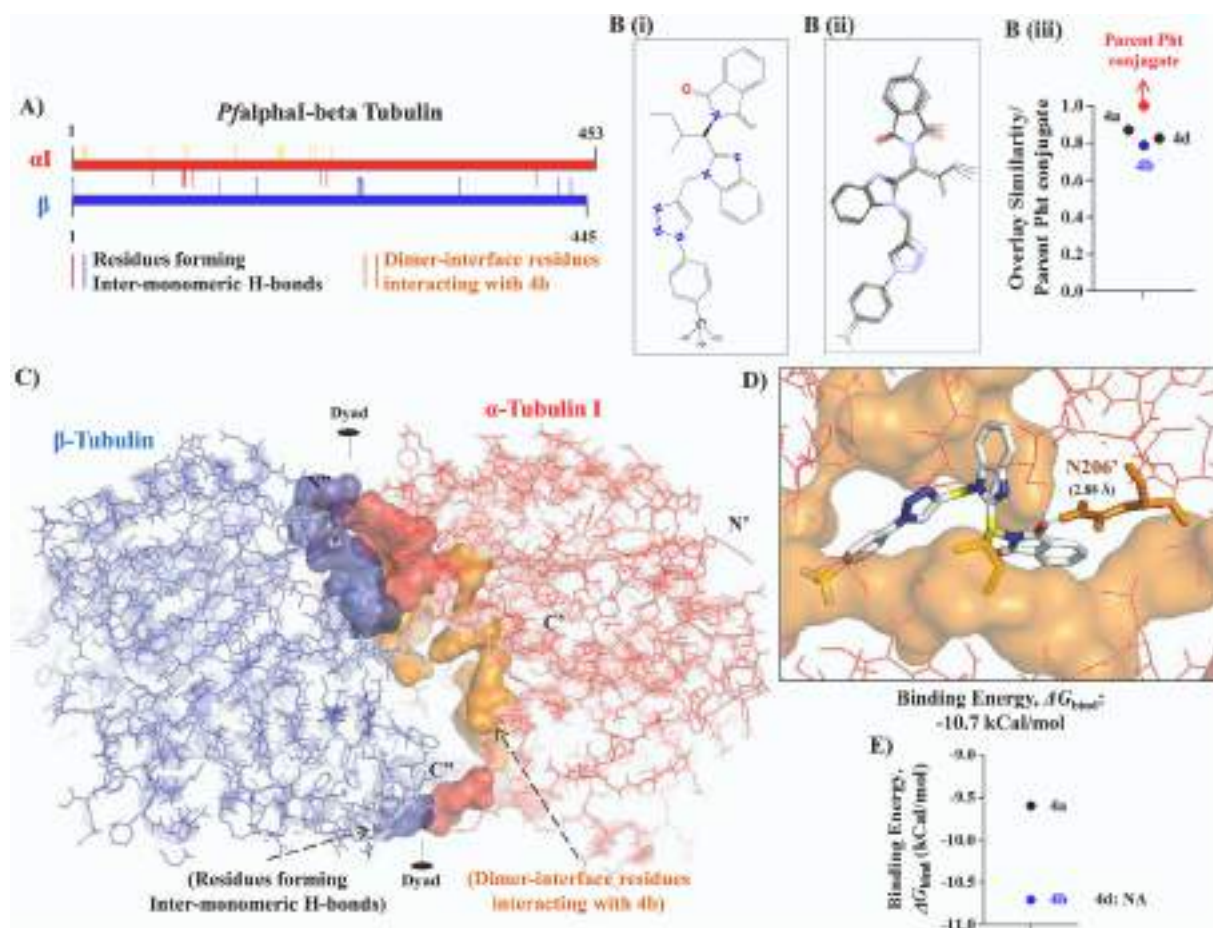 A)
PfalphaI-beta Tubulin
1
453
αI
β
1
445
Residues forming
Inter-monomeric H-bonds
Dimer-interface residues
interacting with 4b
B (i)
B (ii)
B (iii)
Parent Pht
conjugate
Overlay Similarity/
Parent Pht conjugate
1.0
0.8
0.6
0.4
0.2
0.0
4a
4d
4b
C)
Dyad
α-Tubulin I
β-Tubulin
N"
N'
C'
C"
(Residues forming
Inter-monomeric H-bonds)
Dyad
(Dimer-interface residues
interacting with 4b)
D)
N206'
(2.88 Å)
Binding Energy, ΔGbind:
-10.7 kCal/mol
E)
Binding Energy,
ΔGbind (kCal/mol)
-9.0
-9.5
-10.0
-10.5
-11.0
4a
4b
4d: NA